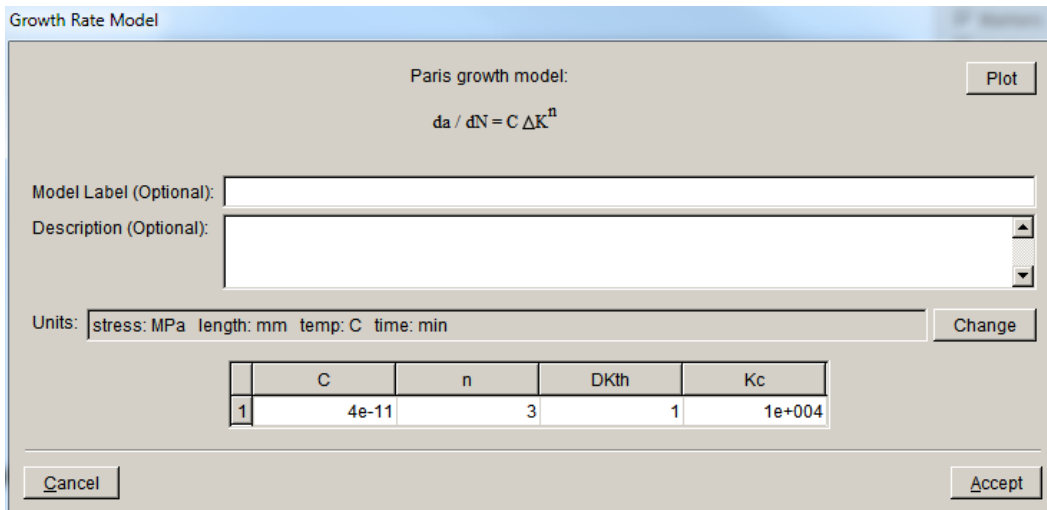 Growth Rate Model
Paris growth model:
Plot
da / dN = C ΔK^n
Model Label (Optional):
Description (Optional):
Units: stress: MPa length: mm temp: C time: min Change
C n DKth Kc
1 4e-11 3 1 1e+004
Cancel Accept